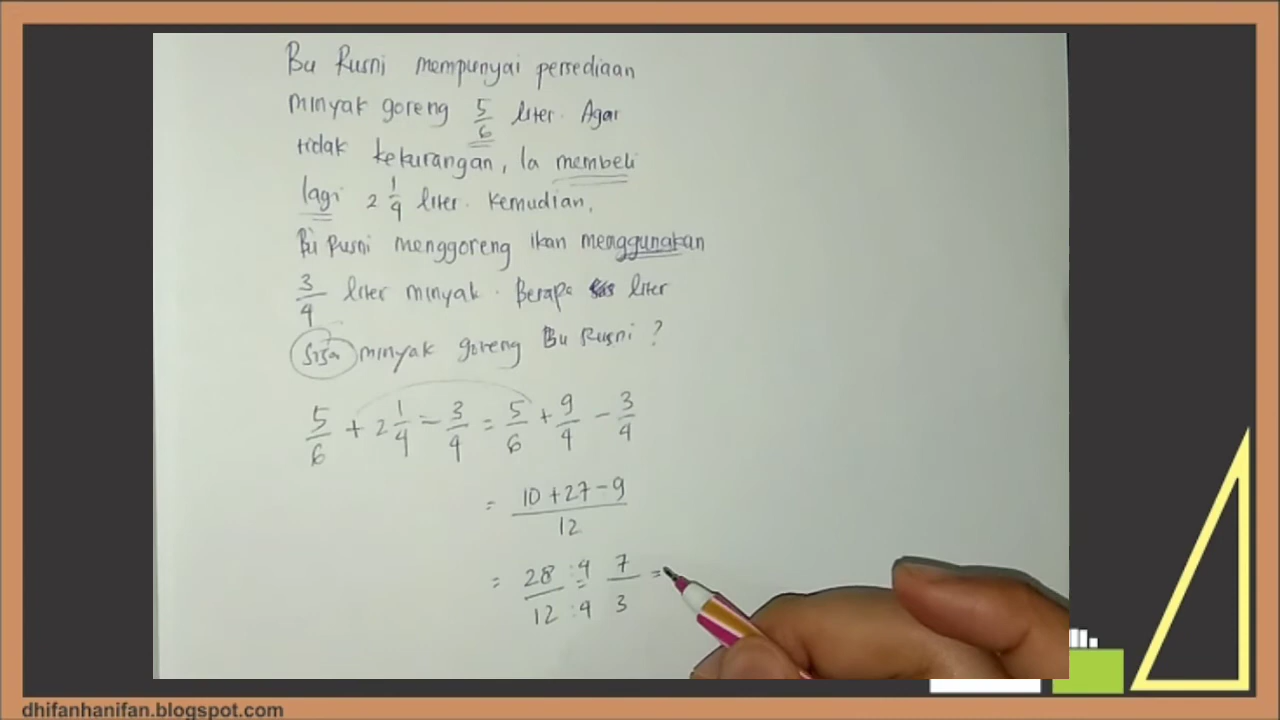 Bu Rusni mempunyai persediaan
minyak goreng 5/6 liter. Agar
tidak kekurangan, Ia membeli
lagi 2 1/4 liter. Kemudian,
Bu Rusni menggoreng ikan menggunakan
3/4 liter minyak. Berapa liter
sisa minyak goreng Bu Rusni?
5/6 + 2 1/4 - 3/4 = 5/6 + 9/4 - 3/4
= 10 + 27 - 9 / 12
= 28 : 4 / 12 : 4 = 7/3 =
dhifanhanifan.blogspot.com